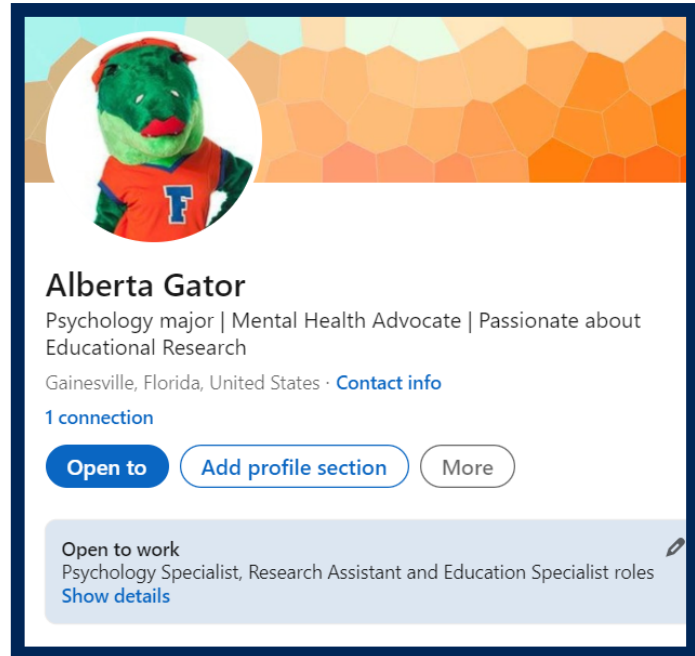 F
Alberta Gator
Psychology major | Mental Health Advocate | Passionate about
Educational Research
Gainesville, Florida, United States · Contact info
1 connection
Open to Add profile section More
Open to work
Psychology Specialist, Research Assistant and Education Specialist roles
Show details